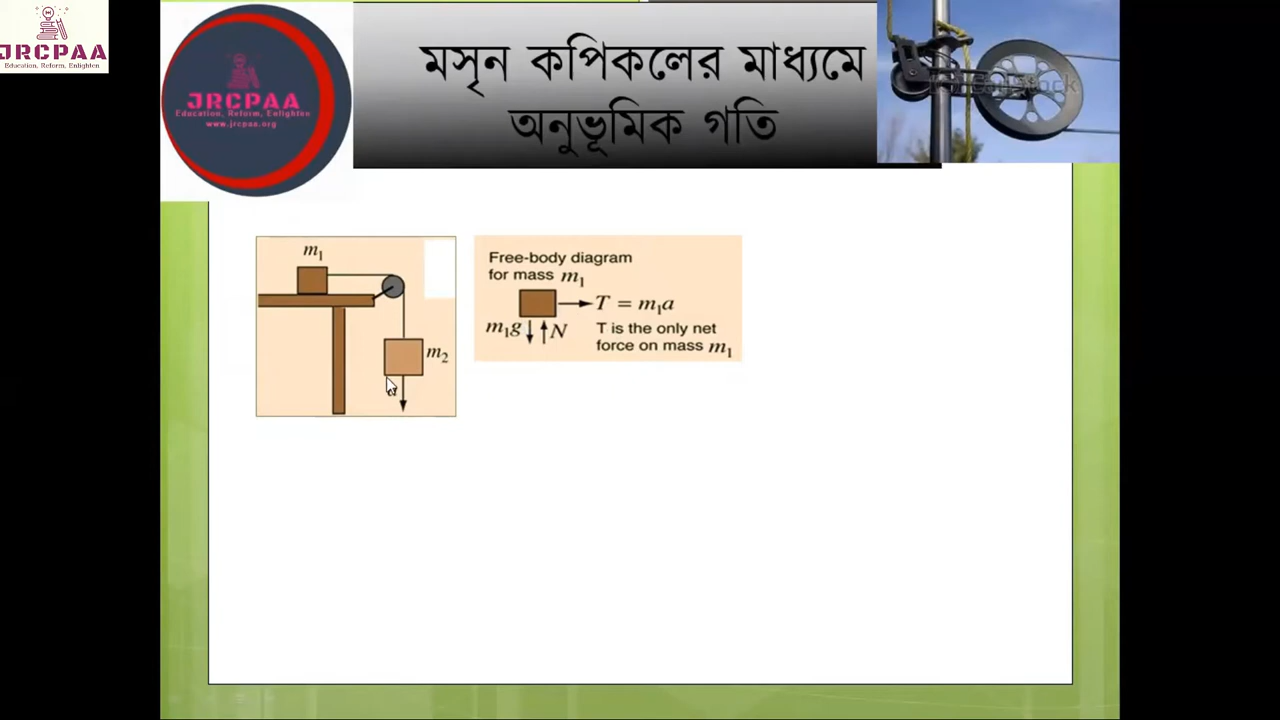 JRCPAA
Education, Reform, Enlighten
JRCPAA
Education, Reform, Enlighten
www.jrcpaa.org
মসৃন কপিকলের মাধ্যমে
অনুভূমিক গতি
m₁
m₂
Free-body diagram
for mass m₁
T = m₁a
m₁g N
T is the only net
force on mass m₁